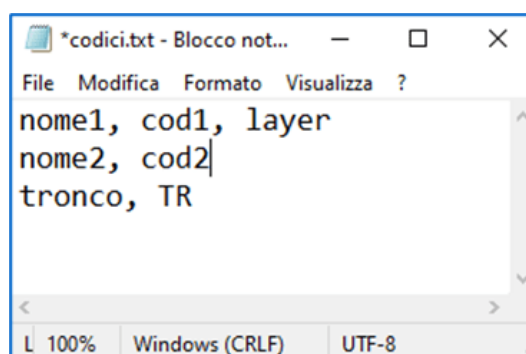 *codici.txt - Blocco not...
File Modifica Formato Visualizza ?
nome1, cod1, layer
nome2, cod2
tronco, TR
L 100% Windows (CRLF) UTF-8